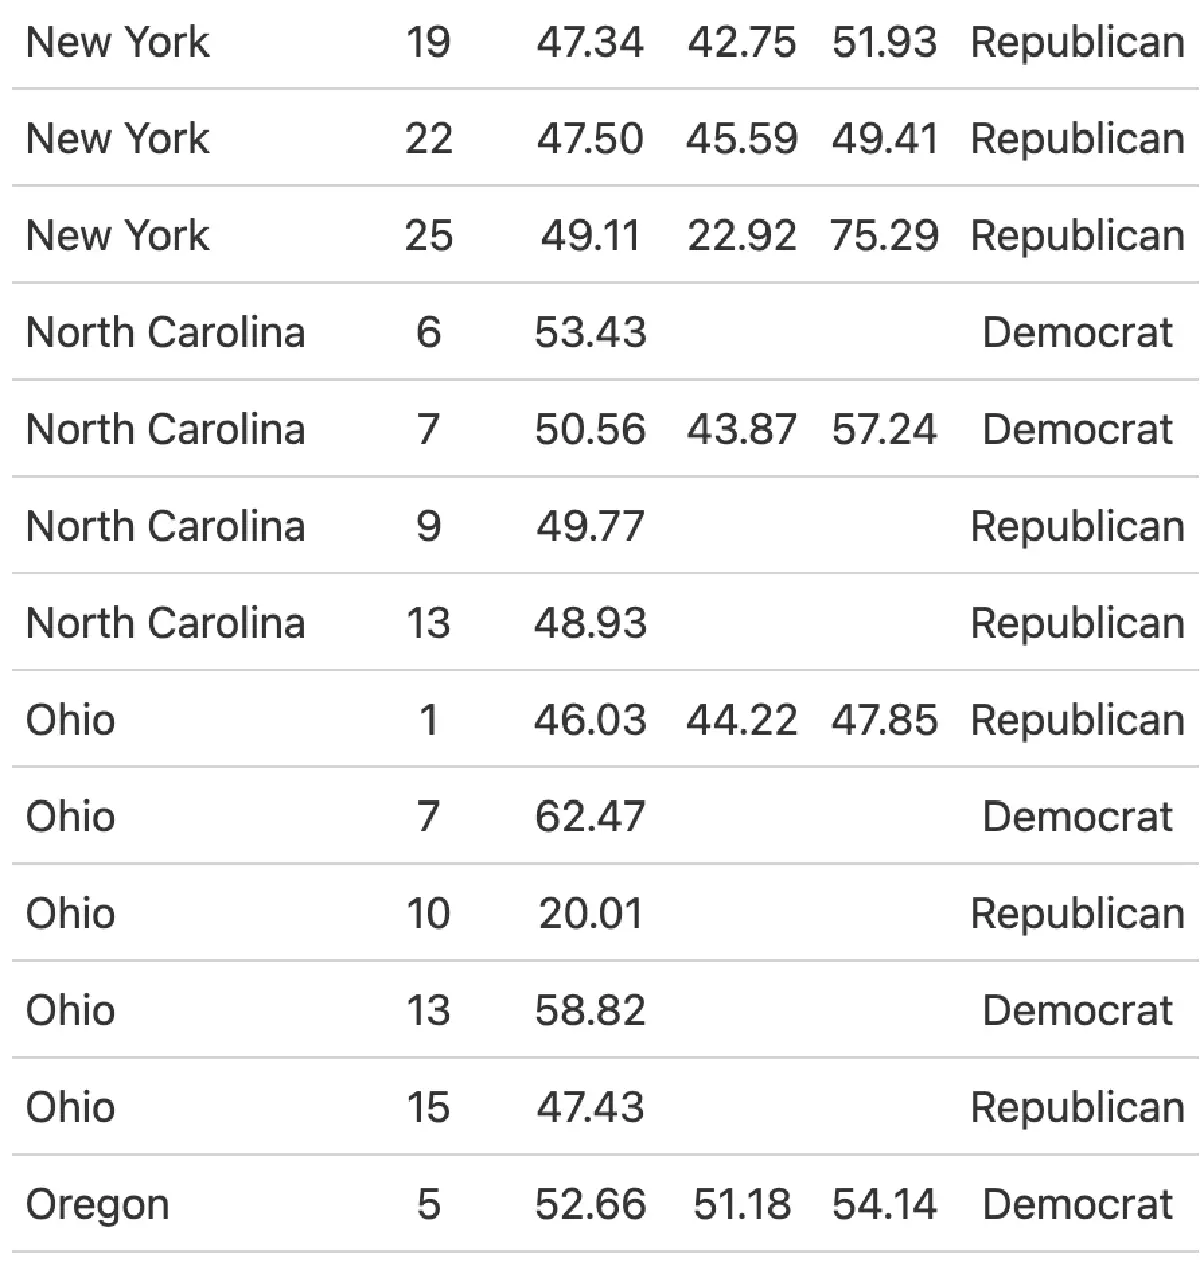 New York 19 47.34 42.75 51.93 Republican
New York 22 47.50 45.59 49.41 Republican
New York 25 49.11 22.92 75.29 Republican
North Carolina 6 53.43 Democrat
North Carolina 7 50.56 43.87 57.24 Democrat
North Carolina 9 49.77 Republican
North Carolina 13 48.93 Republican
Ohio 1 46.03 44.22 47.85 Republican
Ohio 7 62.47 Democrat
Ohio 10 20.01 Republican
Ohio 13 58.82 Democrat
Ohio 15 47.43 Republican
Oregon 5 52.66 51.18 54.14 Democrat